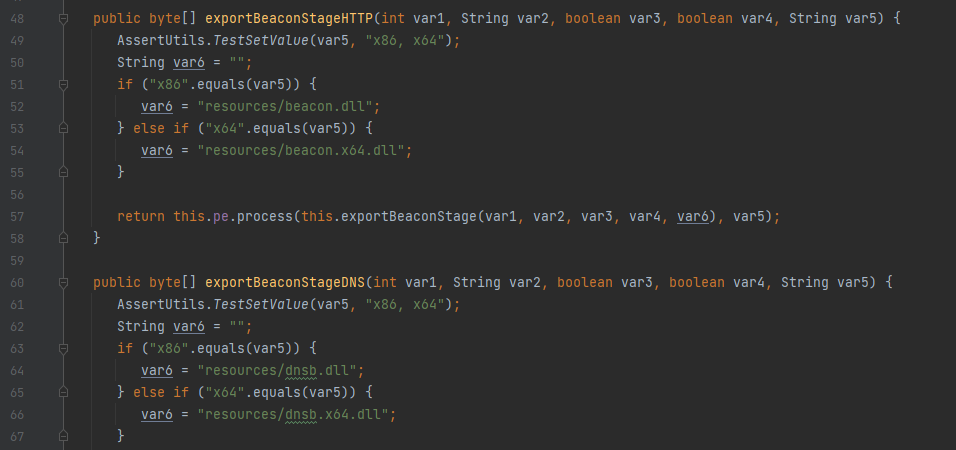 48 public byte[] exportBeaconStageHTTP(int var1, String var2, boolean var3, boolean var4, String var5) {
49 AssertUtils.TestSetValue(var5, "x86, x64");
50 String var6 = "";
51 if ("x86".equals(var5)) {
52 var6 = "resources/beacon.dll";
53 } else if ("x64".equals(var5)) {
54 var6 = "resources/beacon.x64.dll";
55 }
56
57 return this.pe.process(this.exportBeaconStage(var1, var2, var3, var4, var6), var5);
58 }
59
60 public byte[] exportBeaconStageDNS(int var1, String var2, boolean var3, boolean var4, String var5) {
61 AssertUtils.TestSetValue(var5, "x86, x64");
62 String var6 = "";
63 if ("x86".equals(var5)) {
64 var6 = "resources/dnsb.dll";
65 } else if ("x64".equals(var5)) {
66 var6 = "resources/dnsb.x64.dll";
67 }